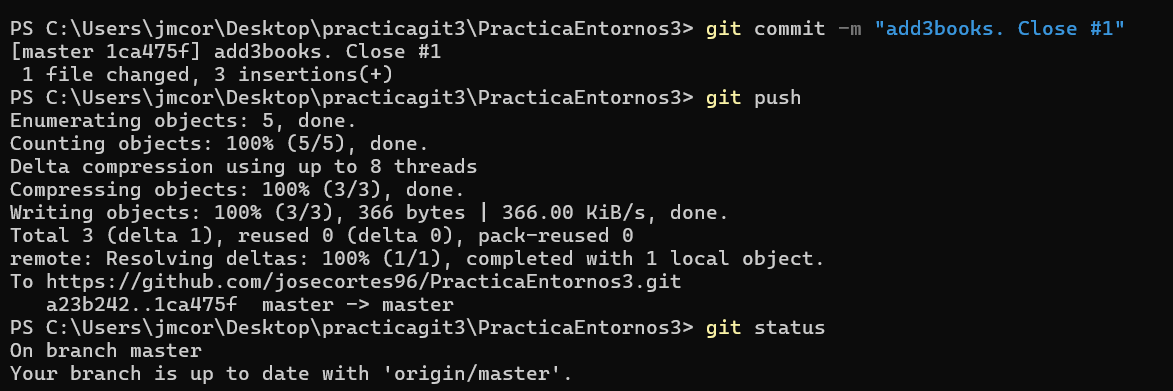 PS C:\Users\jmcor\Desktop\practicagit3\PracticaEntornos3> git commit -m "add3books. Close #1"
[master 1ca475f] add3books. Close #1
 1 file changed, 3 insertions(+)
PS C:\Users\jmcor\Desktop\practicagit3\PracticaEntornos3> git push
Enumerating objects: 5, done.
Counting objects: 100% (5/5), done.
Delta compression using up to 8 threads
Compressing objects: 100% (3/3), done.
Writing objects: 100% (3/3), 366 bytes | 366.00 KiB/s, done.
Total 3 (delta 1), reused 0 (delta 0), pack-reused 0
remote: Resolving deltas: 100% (1/1), completed with 1 local object.
To https://github.com/josecortes96/PracticaEntornos3.git
   a23b242..1ca475f  master -> master
PS C:\Users\jmcor\Desktop\practicagit3\PracticaEntornos3> git status
On branch master
Your branch is up to date with 'origin/master'.